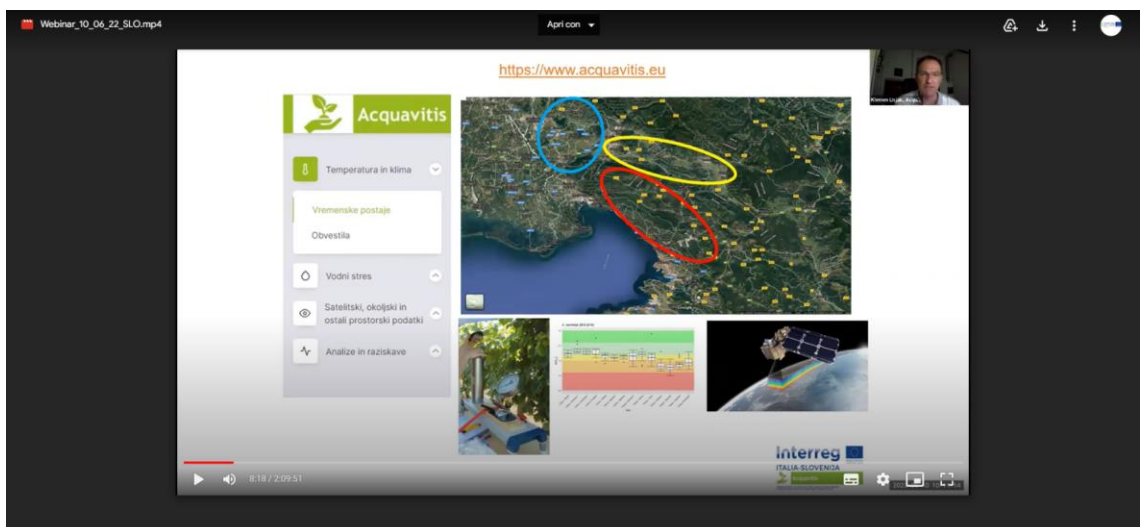 Webinar_10_06_22_SLO.mp4
Apri con
https://www.acquavitis.eu
Acquavitis
Temperatura in klima
Vremenske postaje
Obvestila
Vodni stres
Satelitski, okoljski in
ostali prostorski podatki
Analize in raziskave
Interreg
ITALIA-SLOVENIJA
Acquavitis
8:18 / 2:09:51